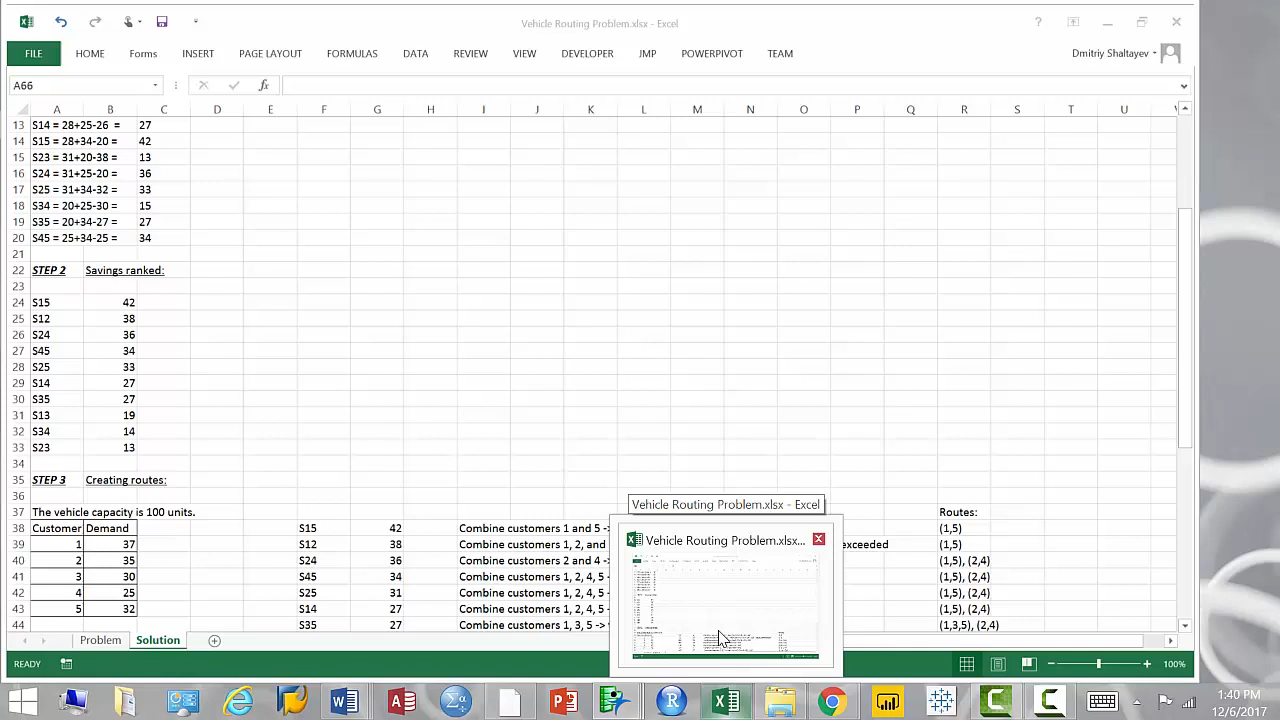 Vehicle Routing Problem.xlsx - Excel
FILE HOME Forms INSERT PAGE LAYOUT FORMULAS DATA REVIEW VIEW DEVELOPER JMP POWERPIVOT TEAM Dmitriy Shaltayev
A66 fx
A B C D E F G H I J K L M N O P Q R S T U
13 S14 = 28+25-26 = 27
14 S15 = 28+34-20 = 42
15 S23 = 31+20-38 = 13
16 S24 = 31+25-20 = 36
17 S25 = 31+34-32 = 33
18 S34 = 20+25-30 = 15
19 S35 = 20+34-27 = 27
20 S45 = 25+34-25 = 34
21
22 STEP 2 Savings ranked:
23
24 S15 42
25 S12 38
26 S24 36
27 S45 34
28 S25 33
29 S14 27
30 S35 27
31 S13 19
32 S34 14
33 S23 13
34
35 STEP 3 Creating routes:
36
37 The vehicle capacity is 100 units. Routes:
38 Customer Demand S15 42 Combine customers 1 and 5 -> (1,5)
39 1 37 S12 38 Combine customers 1, 2, and exceeded (1,5)
40 2 35 S24 36 Combine customers 2 and 4 -> (1,5), (2,4)
41 3 30 S45 34 Combine customers 1, 2, 4, 5 (1,5), (2,4)
42 4 25 S25 31 Combine customers 1, 2, 4, 5 (1,5), (2,4)
43 5 32 S14 27 Combine customers 1, 2, 4, 5 (1,5), (2,4)
44 S35 27 Combine customers 1, 3, 5 -> (1,3,5), (2,4)
Vehicle Routing Problem.xlsx - Excel
Vehicle Routing Problem.xlsx...
Problem Solution
READY 100%
1:40 PM
12/6/2017